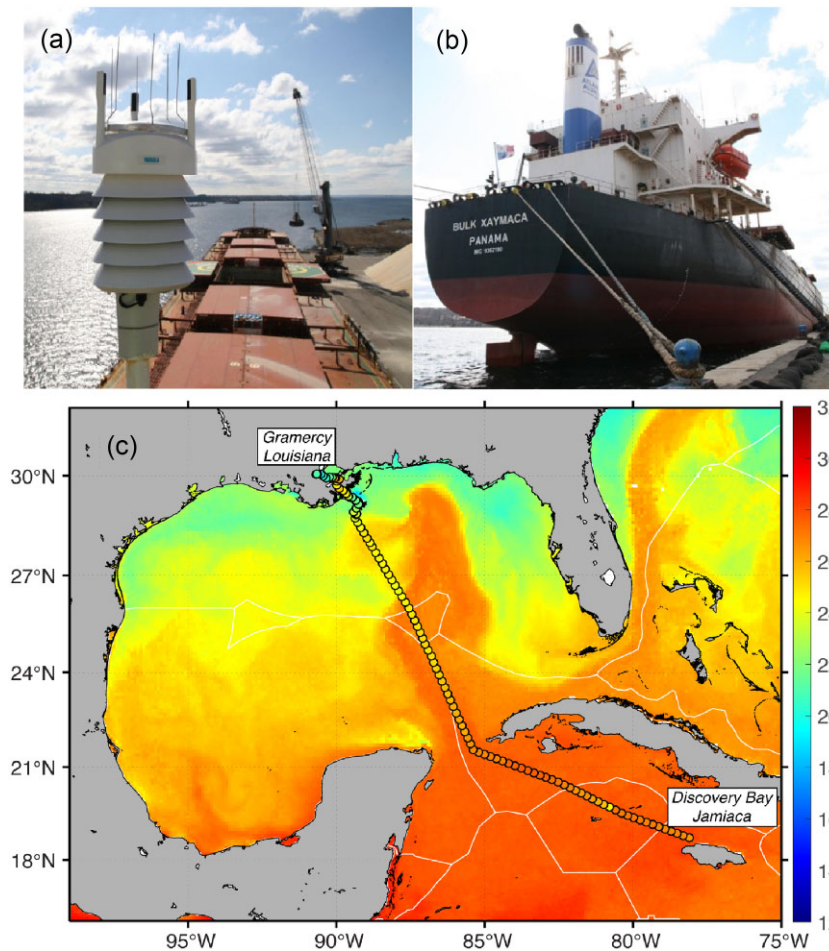 (a)
(b)
BULK XAYMACA
PANAMA
(c)
Gramercy
Louisiana
30°N
27°N
24°N
21°N
Discovery Bay
Jamiaca
18°N
95°W
90°W
85°W
80°W
75°W